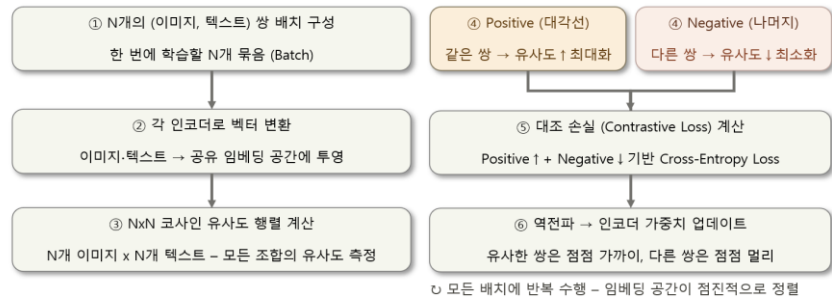 ① N개의 (이미지, 텍스트) 쌍 배치 구성
한 번에 학습할 N개 묶음 (Batch)
② 각 인코더로 벡터 변환
이미지·텍스트 → 공유 임베딩 공간에 투영
③ NxN 코사인 유사도 행렬 계산
N개 이미지 x N개 텍스트 – 모든 조합의 유사도 측정
④ Positive (대각선)
같은 쌍 → 유사도↑최대화
④ Negative (나머지)
다른 쌍 → 유사도↓최소화
⑤ 대조 손실 (Contrastive Loss) 계산
Positive↑+ Negative↓기반 Cross-Entropy Loss
⑥ 역전파 → 인코더 가중치 업데이트
유사한 쌍은 점점 가까이, 다른 쌍은 점점 멀리
↻ 모든 배치에 반복 수행 – 임베딩 공간이 점진적으로 정렬